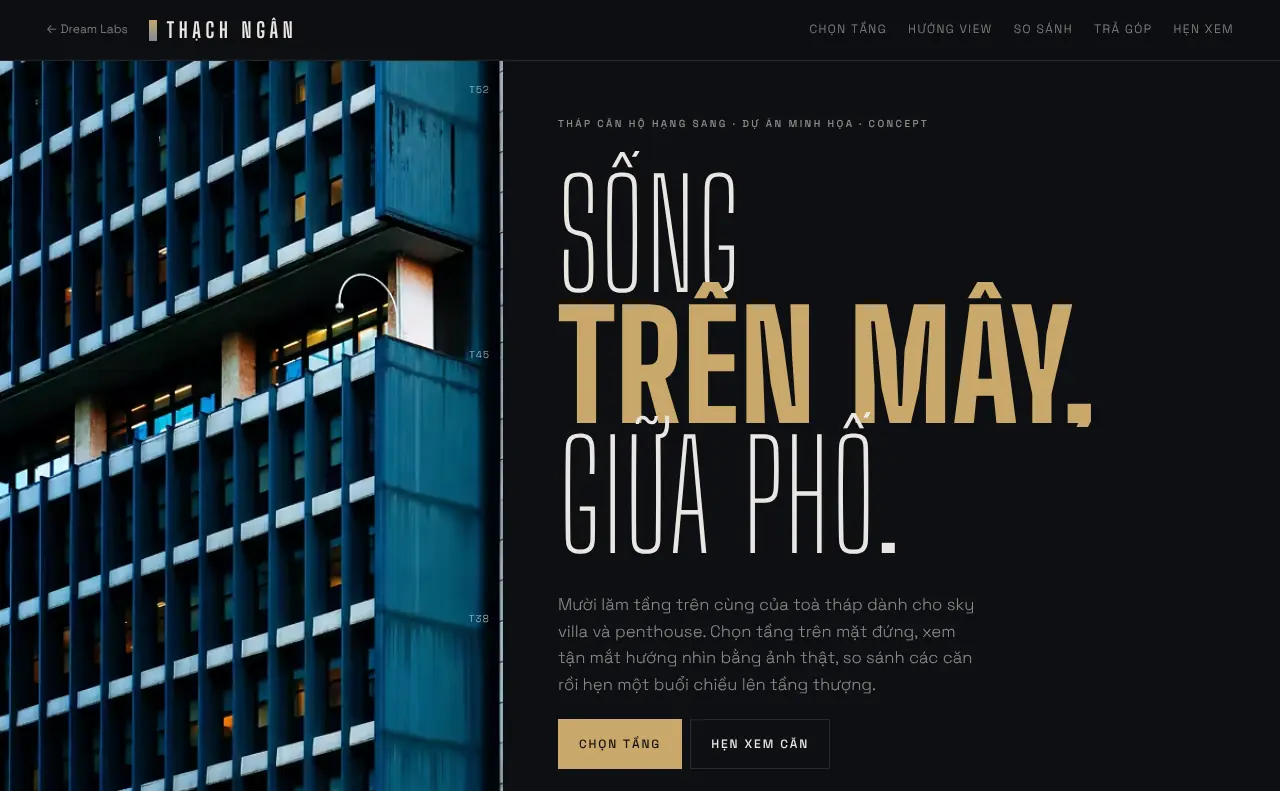 ← Dream Labs
THẠCH NGÂN
CHỌN TẦNG
HƯỚNG VIEW
SO SÁNH
TRẢ GÓP
HẸN XEM
T52
T45
T38
THÁP CĂN HỘ HẠNG SANG · DỰ ÁN MINH HỌA · CONCEPT
SỐNG
TRÊN MÂY,
GIỮA PHỐ.
Mười lăm tầng trên cùng của toà tháp dành cho sky
villa và penthouse. Chọn tầng trên mặt đứng, xem
tận mắt hướng nhìn bằng ảnh thật, so sánh các căn
rồi hẹn một buổi chiều lên tầng thượng.
CHỌN TẦNG
HẸN XEM CĂN